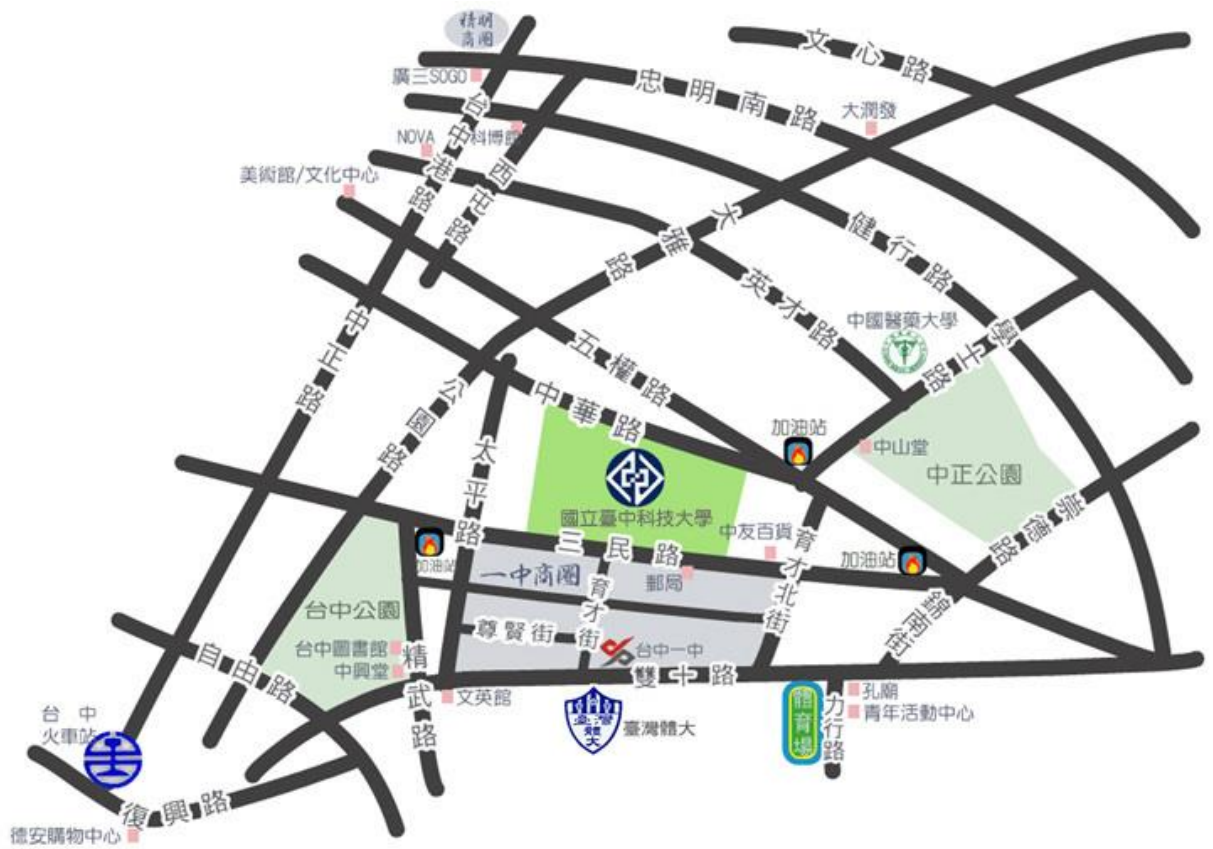 精明
商圈
文心路
廣三SOGO
忠明南路
大潤發
NOVA
科博館
台中港路
西屯路
美術館/文化中心
大雅路
健行路
英才路
中國醫藥大學
學士路
五權路
中正路
公園路
中華路
太平路
加油站
中山堂
中正公園
國立臺中科技大學
崇德路
中友百貨
三民路
加油站
加油站
一中商圈
郵局
育才北街
育才街
錦南街
台中公園
尊賢街
台中一中
台中圖書館
中興堂
精武路
自由路
雙十路
文英館
臺灣體大
臺灣體大
體育場
力行路
孔廟
青年活動中心
台中
火車站
復興路
德安購物中心